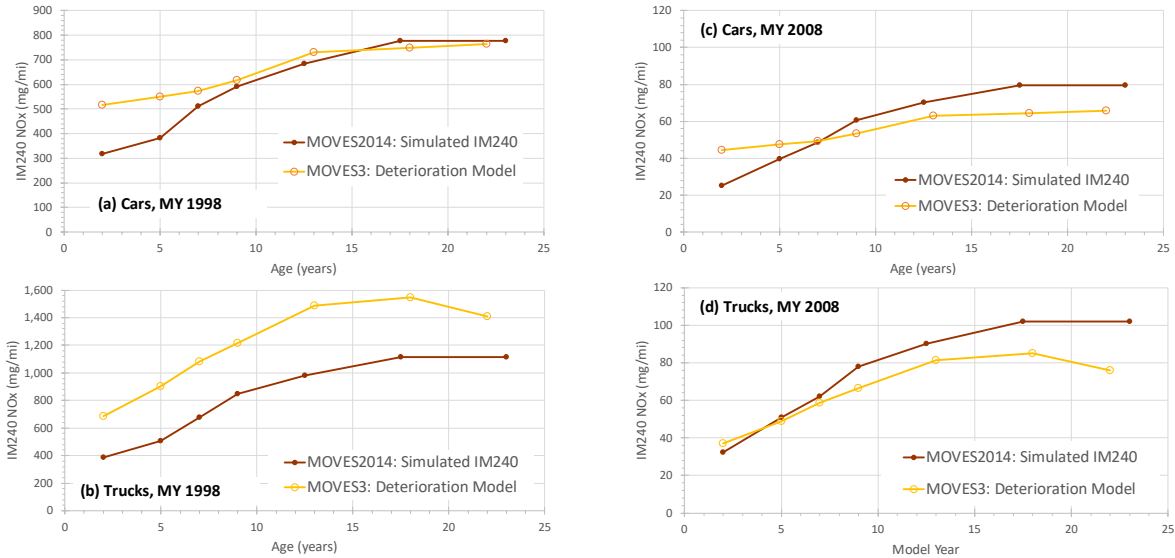 900
800
700
600
500
400
300
200
100
0
IM240 NOx (mg/mi)
MOVES2014: Simulated IM240
MOVES3: Deterioration Model
(a) Cars, MY 1998
0 5 10 15 20 25
Age (years)
120
100
80
60
40
20
0
IM240 NOx (mg/mi)
(c) Cars, MY 2008
MOVES2014: Simulated IM240
MOVES3: Deterioration Model
0 5 10 15 20 25
Age (years)
1,600
1,400
1,200
1,000
800
600
400
200
0
IM240 NOx (mg/mi)
MOVES2014: Simulated IM240
MOVES3: Deterioration Model
(b) Trucks, MY 1998
0 5 10 15 20 25
Age (years)
120
100
80
60
40
20
0
IM240 NOx (mg/mi)
(d) Trucks, MY 2008
MOVES2014: Simulated IM240
MOVES3: Deterioration Model
0 5 10 15 20 25
Model Year